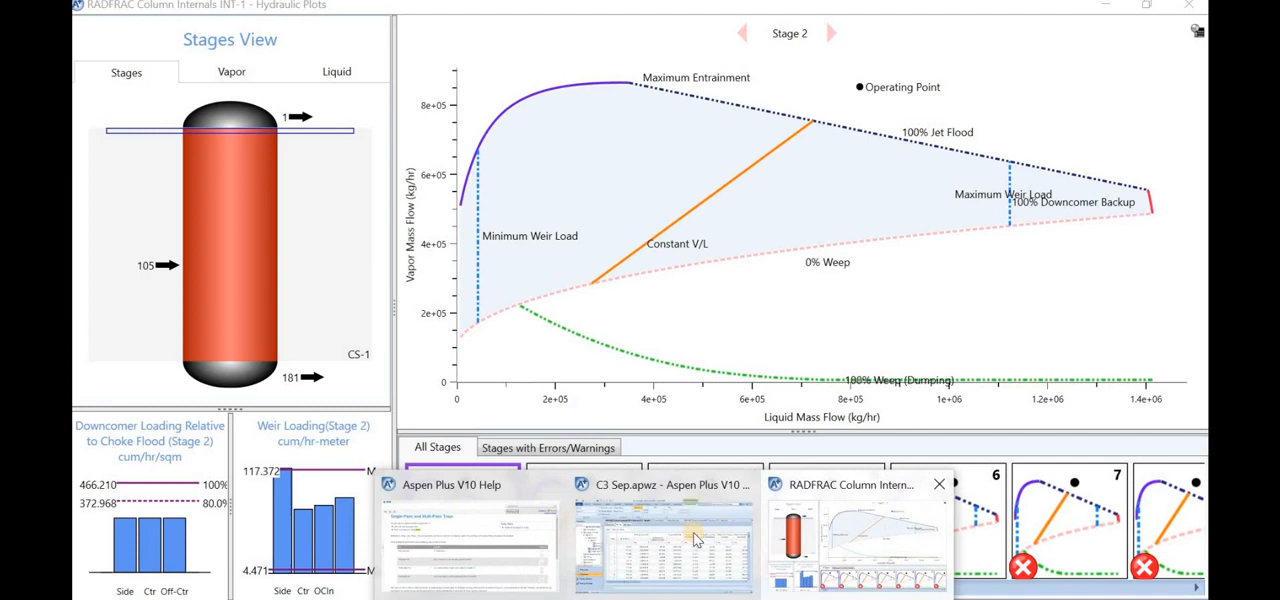 RADFRAC Column Internals INT-1 - Hydraulic Plots
Stages View
Stages
Vapor
Liquid
1
105
CS-1
181
Downcomer Loading Relative
to Choke Flood (Stage 2)
cum/hr/sqm
466.210
100%
372.968
80.0%
Side
Ctr
Off-Ctr
Weir Loading(Stage 2)
cum/hr-meter
117.372
M
4.471
M
Side
Ctr
OCIn
Stage 2
Vapor Mass Flow (kg/hr)
8e+05
6e+05
4e+05
2e+05
0
Maximum Entrainment
Operating Point
100% Jet Flood
Maximum Weir Load
100% Downcomer Backup
Minimum Weir Load
Constant V/L
0% Weep
100% Weep (Dumping)
0
2e+05
4e+05
6e+05
8e+05
1e+06
1.2e+06
1.4e+06
Liquid Mass Flow (kg/hr)
All Stages
Stages with Errors/Warnings
Aspen Plus V10 Help
C3 Sep.apwz - Aspen Plus V10 ...
RADFRAC Column Intern...
6
7